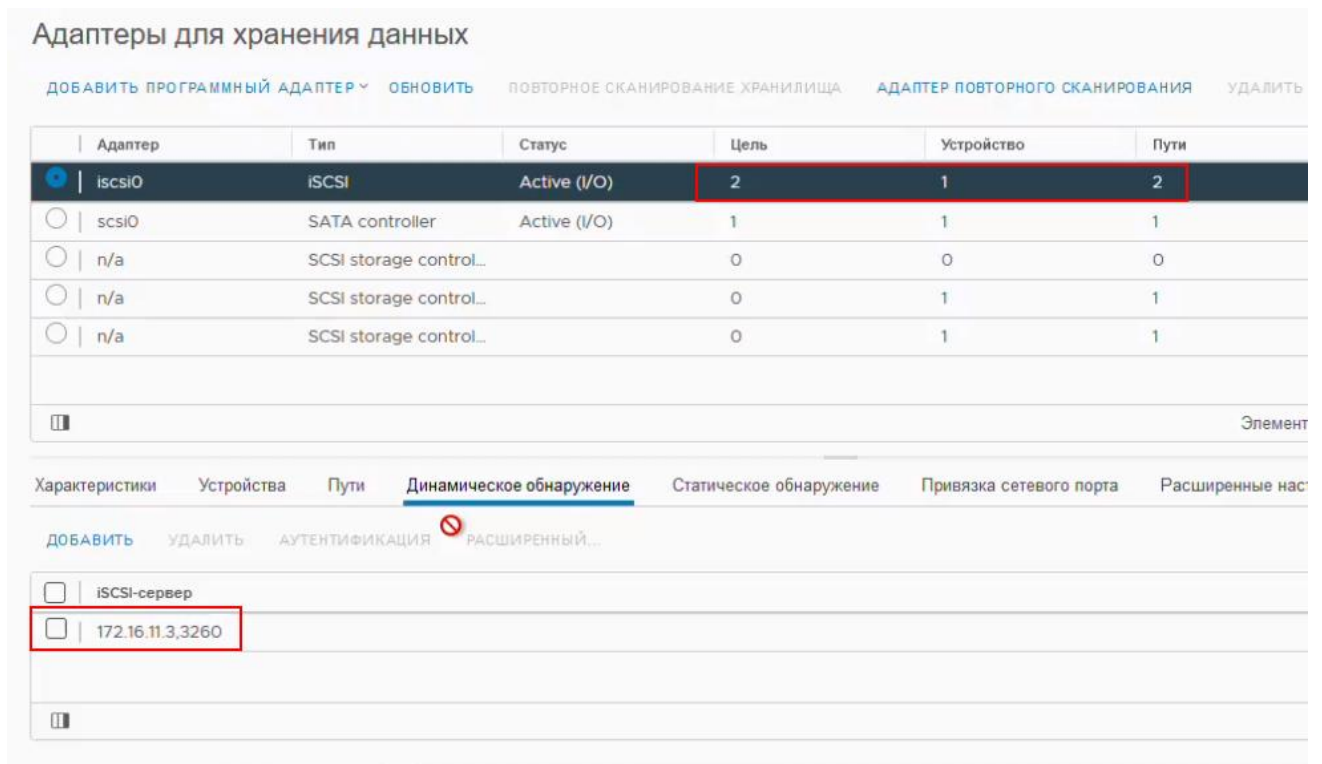 Адаптеры для хранения данных
ДОБАВИТЬ ПРОГРАММНЫЙ АДАПТЕР ОБНОВИТЬ ПОВТОРНОЕ СКАНИРОВАНИЕ ХРАНИЛИЩА АДАПТЕР ПОВТОРНОГО СКАНИРОВАНИЯ УДАЛИТЬ
Адаптер Тип Статус Цель Устройство Пути
iscsi0 iSCSI Active (I/O) 2 1 2
scsi0 SATA controller Active (I/O) 1 1 1
n/a SCSI storage control... 0 0 0
n/a SCSI storage control... 0 1 1
n/a SCSI storage control... 0 1 1
Элемент
Характеристики Устройства Пути Динамическое обнаружение Статическое обнаружение Привязка сетевого порта Расширенные наст
ДОБАВИТЬ УДАЛИТЬ АУТЕНТИФИКАЦИЯ РАСШИРЕННЫЙ...
iSCSI-сервер
172.16.11.3,3260